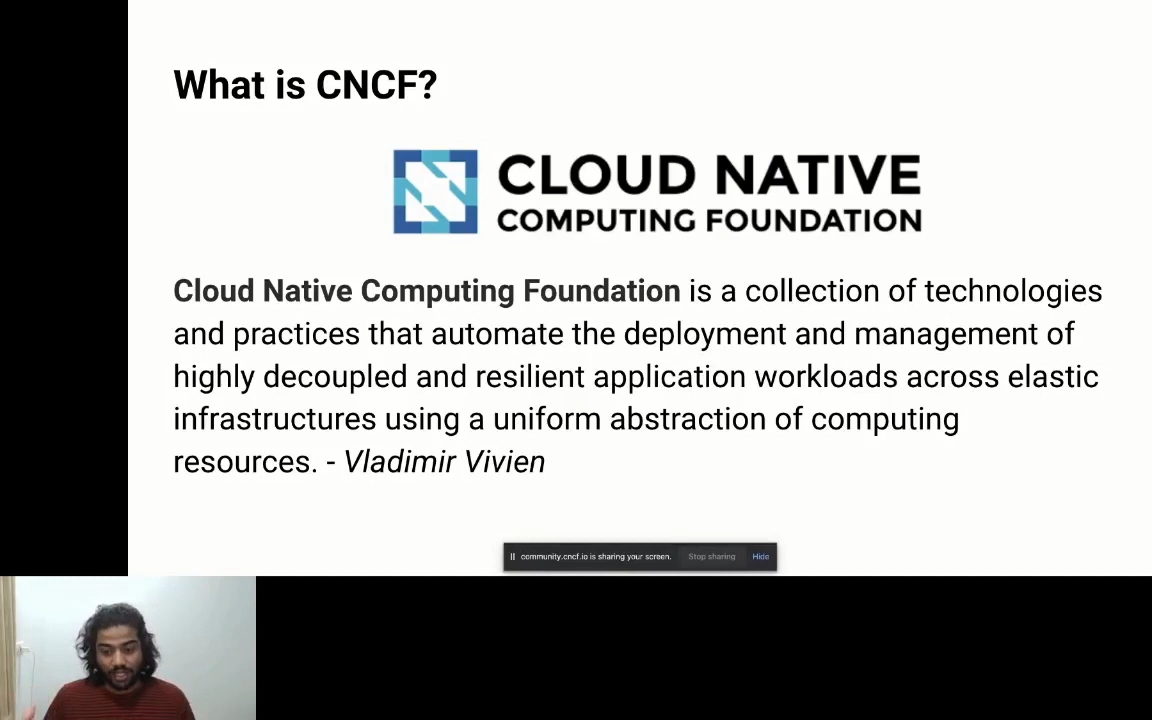 What is CNCF?
CLOUD NATIVE
COMPUTING FOUNDATION
Cloud Native Computing Foundation is a collection of technologies
and practices that automate the deployment and management of
highly decoupled and resilient application workloads across elastic
infrastructures using a uniform abstraction of computing
resources. - Vladimir Vivien
community.cncf.io is sharing your screen. Stop sharing Hide